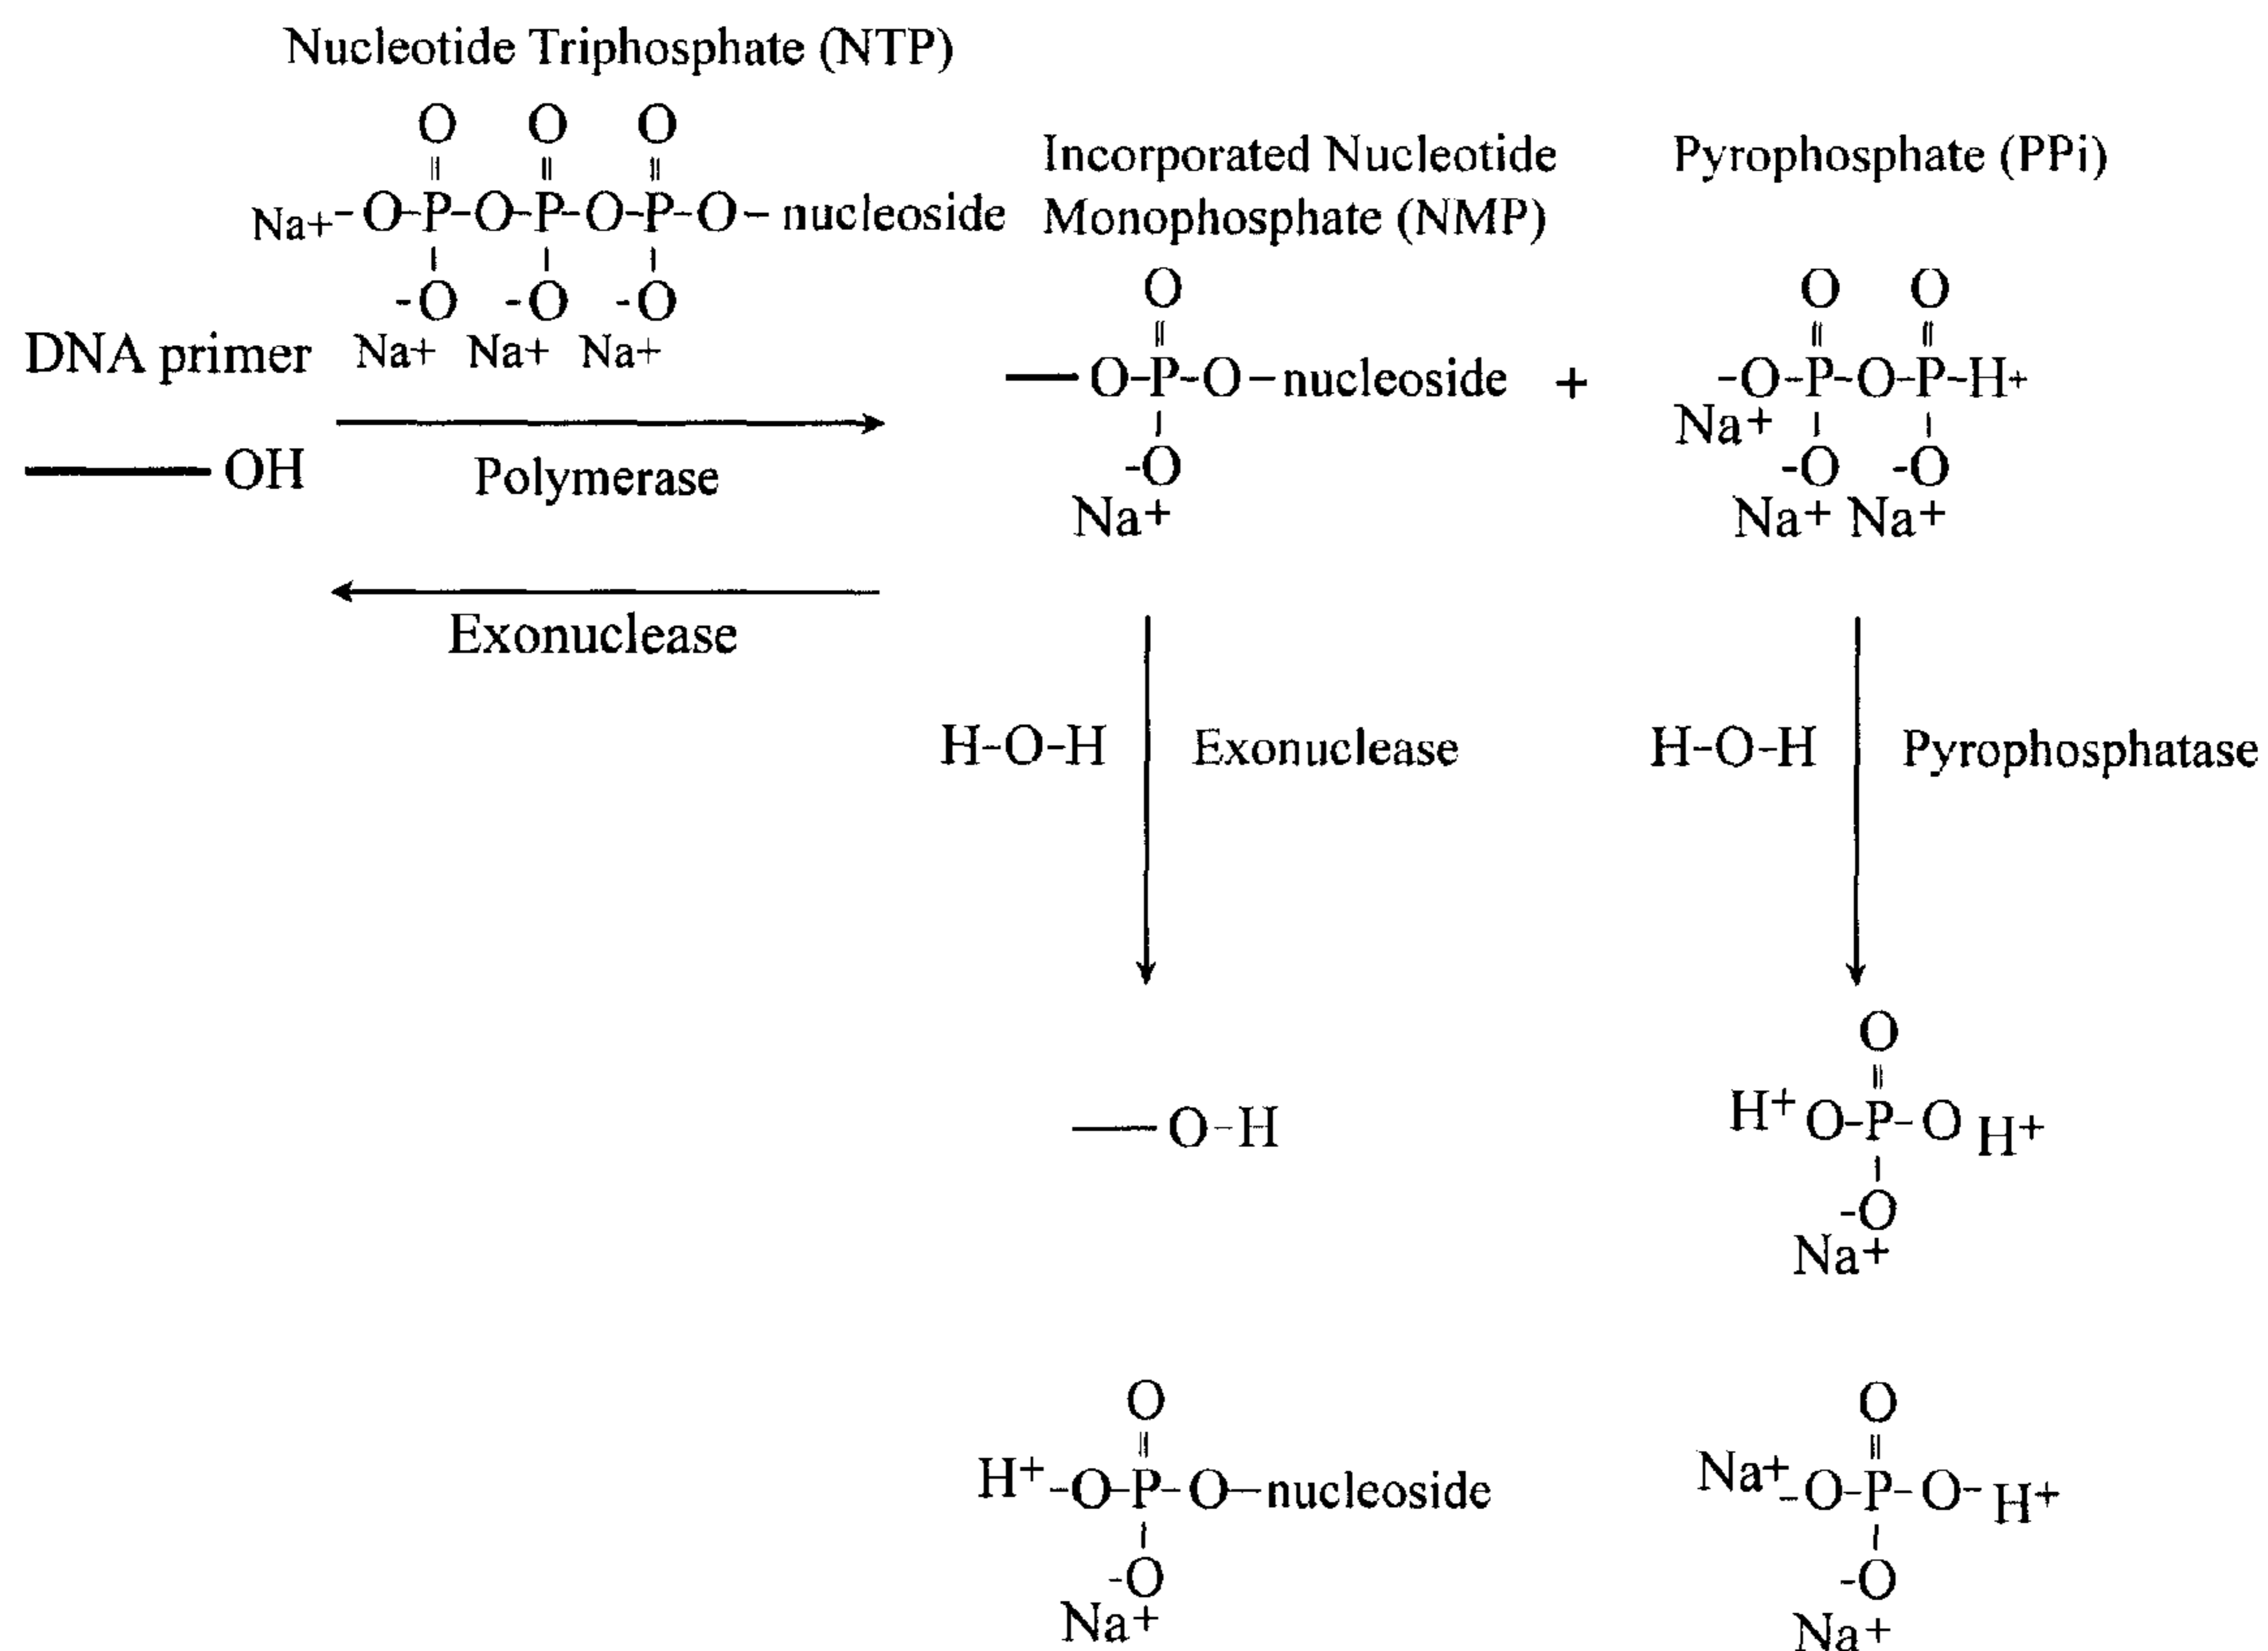 Nucleotide Triphosphate (NTP)
O O O
|| || ||
Na+- O-P-O-P-O-P-O- nucleoside
| | |
-O -O -O
Na+ Na+ Na+
DNA primer
OH
Polymerase
Exonuclease
Incorporated Nucleotide
Monophosphate (NMP)
O
||
O-P-O-nucleoside
|
-O
Na+
+
Pyrophosphate (PPi)
O O
|| ||
-O-P-O-P-H+
Na+ | |
-O -O
Na+ Na+
H-O-H Exonuclease
H-O-H Pyrophosphatase
O-H
O
||
H+ O-P-O H+
|
-O
Na+
O
||
H+ -O-P-O-nucleoside
|
-O
Na+
O
||
Na+ -O-P-O- H+
|
-O
Na+